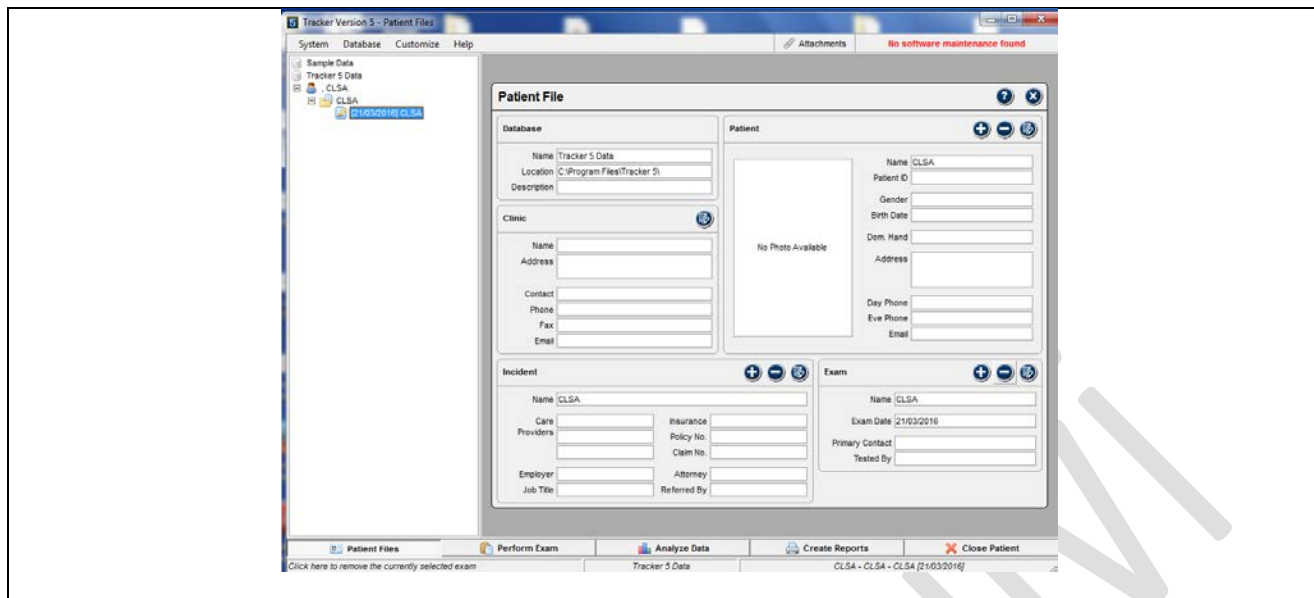 Tracker Version 5 - Patient Files
System Database Customize Help
Attachments
No software maintenance found
Sample Data
Tracker 5 Data
, CLSA
CLSA
[21/03/2016] CLSA
Patient File
Database
Name Tracker 5 Data
Location C:\Program Files\Tracker 5\
Description
Clinic
Name
Address
Contact
Phone
Fax
Email
Patient
No Photo Available
Name CLSA
Patient ID
Gender
Birth Date
Dom. Hand
Address
Day Phone
Eve Phone
Email
Incident
Name CLSA
Care
Providers
Insurance
Policy No.
Claim No.
Employer
Attorney
Job Title
Referred By
Exam
Name CLSA
Exam Date 21/03/2016
Primary Contact
Tested By
Patient Files
Perform Exam
Analyze Data
Create Reports
Close Patient
Click here to remove the currently selected exam
Tracker 5 Data
CLSA - CLSA - CLSA [21/03/2016]